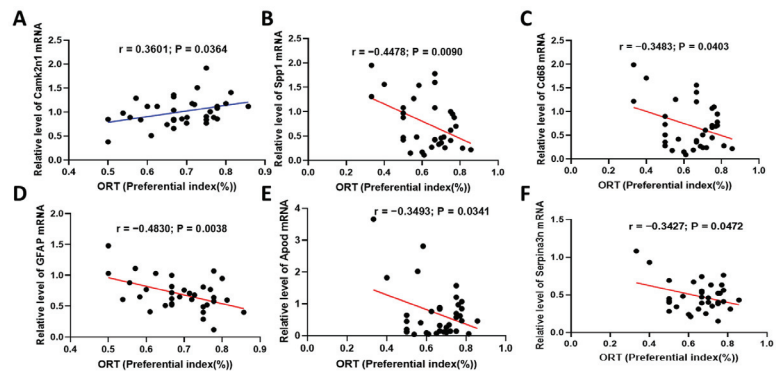 A
r = 0.3601; P = 0.0364
Relative level of Camk2n1 mRNA
2.5
2.0
1.5
1.0
0.5
0.0
0.4 0.5 0.6 0.7 0.8 0.9
ORT (Preferential index(%))
B
r = −0.4478; P = 0.0090
Relative level of Spp1 mRNA
2.5
2.0
1.5
1.0
0.5
0.0
0.0 0.2 0.4 0.6 0.8 1.0
ORT (Preferential index(%))
C
r = −0.3483; P = 0.0403
Relative level of Cd68 mRNA
2.5
2.0
1.5
1.0
0.5
0.0
0.0 0.2 0.4 0.6 0.8 1.0
ORT (Preferential index(%))
D
r = −0.4830; P = 0.0038
Relative level of GFAP mRNA
2.0
1.5
1.0
0.5
0.0
0.4 0.5 0.6 0.7 0.8 0.9
ORT (Preferential index(%))
E
r = −0.3493; P = 0.0341
Relative level of Apod mRNA
4
3
2
1
0
0.0 0.2 0.4 0.6 0.8 1.0
ORT (Preferential index(%))
F
r = −0.3427; P = 0.0472
Relative level of Serpina3n mRNA
1.5
1.0
0.5
0.0
0.0 0.2 0.4 0.6 0.8 1.0
ORT (Preferential index(%))